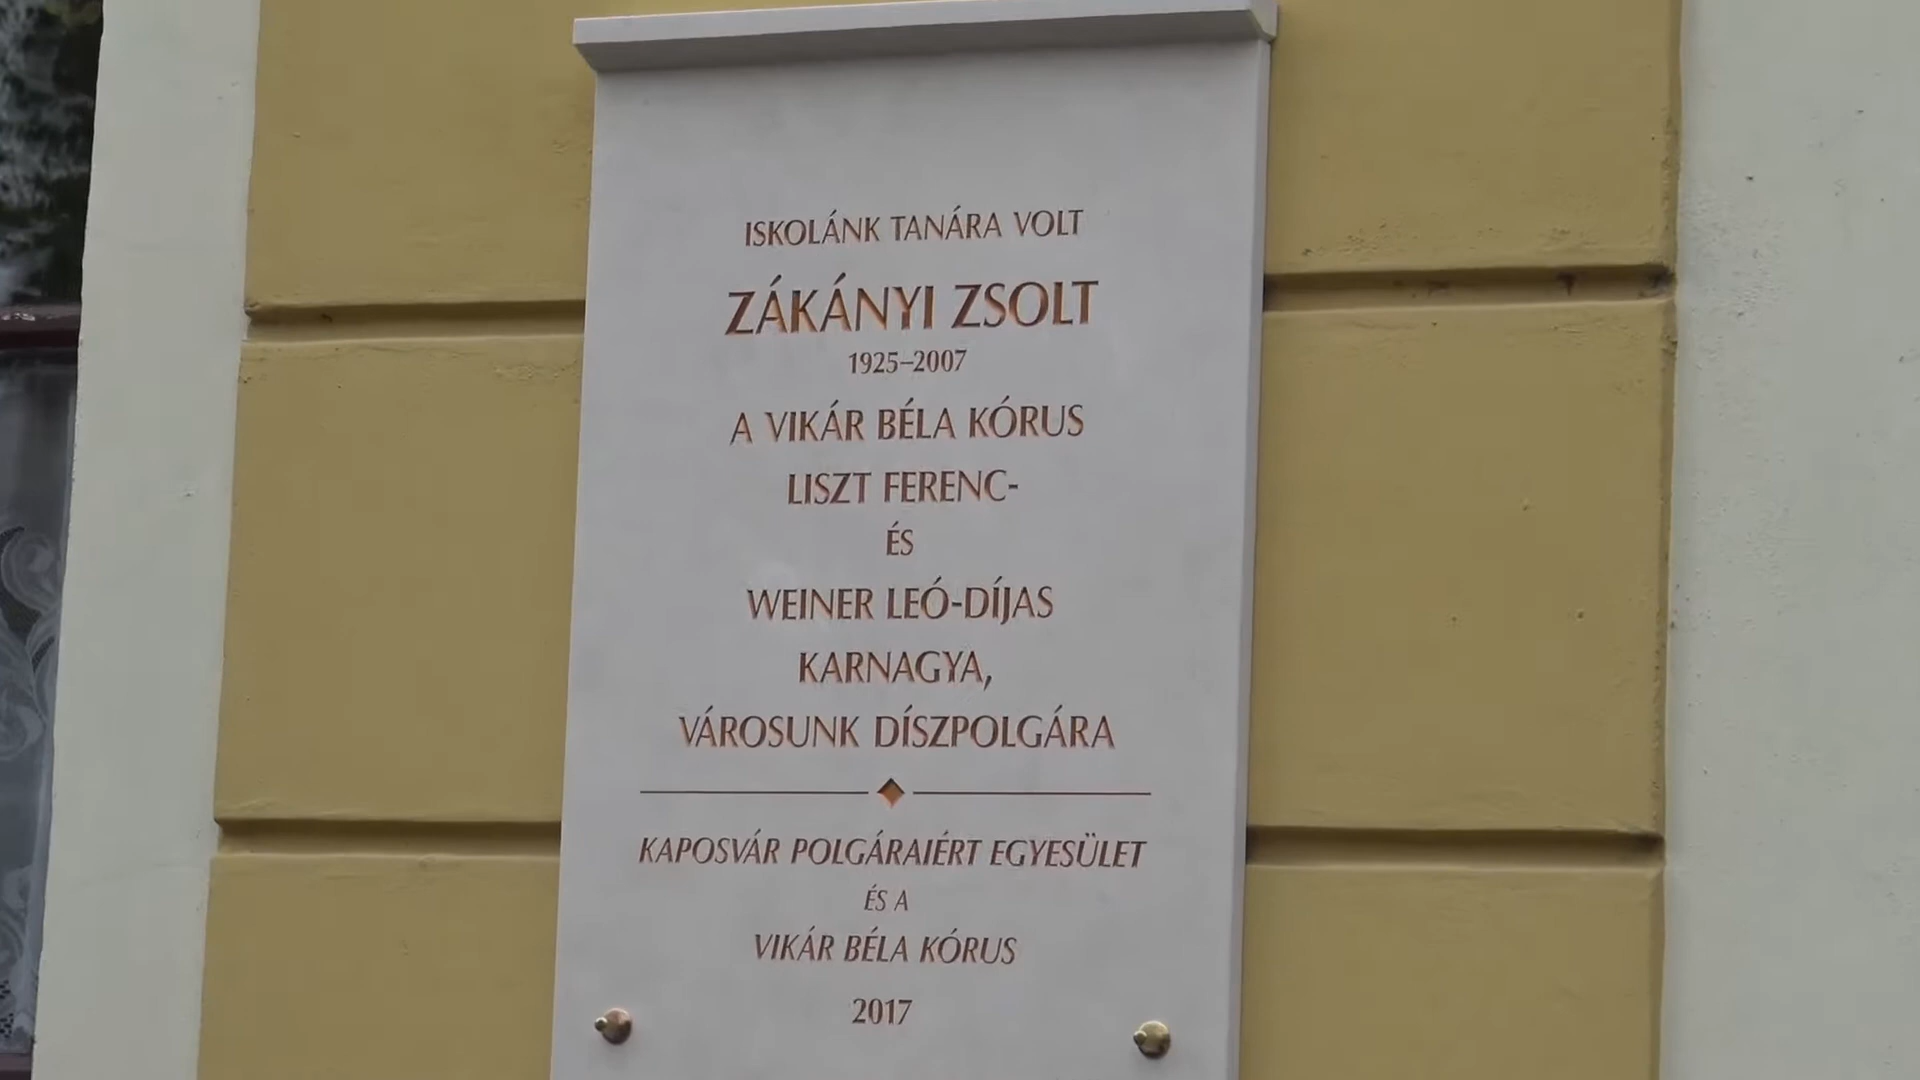 ISKOLÁNK TANÁRA VOLT
ZÁKÁNYI ZSOLT
1925–2007
A VIKÁR BÉLA KÓRUS
LISZT FERENC-
ÉS
WEINER LEÓ-DÍJAS
KARNAGYA,
VÁROSUNK DÍSZPOLGÁRA
KAPOSVÁR POLGÁRAIÉRT EGYESÜLET
ÉS A
VIKÁR BÉLA KÓRUS
2017